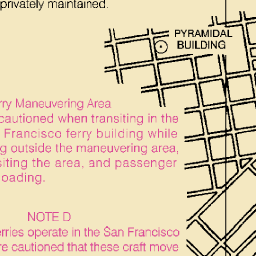 privately maintained.
PYRAMIDAL
BUILDING
rry Maneuvering Area
cautioned when transiting in the
Francisco ferry building while
g outside the maneuvering area,
siting the area, and passenger
oading.
NOTE D
erries operate in the San Francisco
re cautioned that these craft move